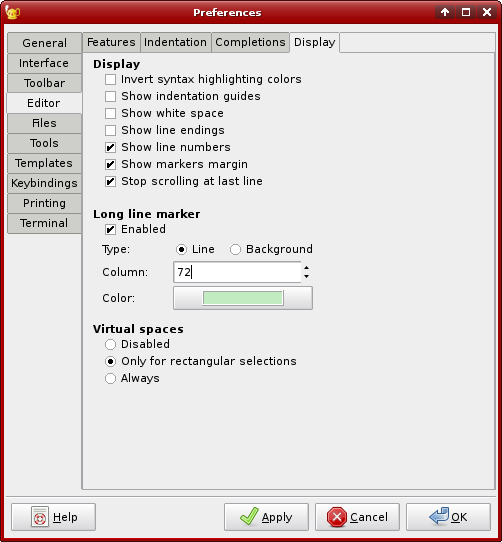 Preferences
General
Interface
Toolbar
Editor
Files
Tools
Templates
Keybindings
Printing
Terminal
Features Indentation Completions Display
Display
Invert syntax highlighting colors
Show indentation guides
Show white space
Show line endings
Show line numbers
Show markers margin
Stop scrolling at last line
Long line marker
Enabled
Type: Line Background
Column: 72
Color:
Virtual spaces
Disabled
Only for rectangular selections
Always
Help Apply Cancel OK